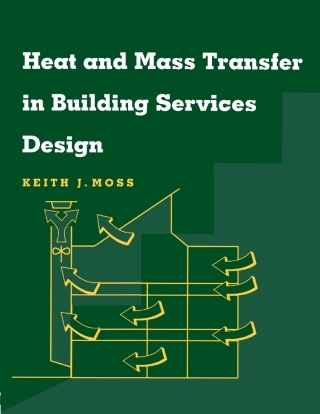 Heat and Mass Transfer
in Building Services
Design
KEITH J. MOSS